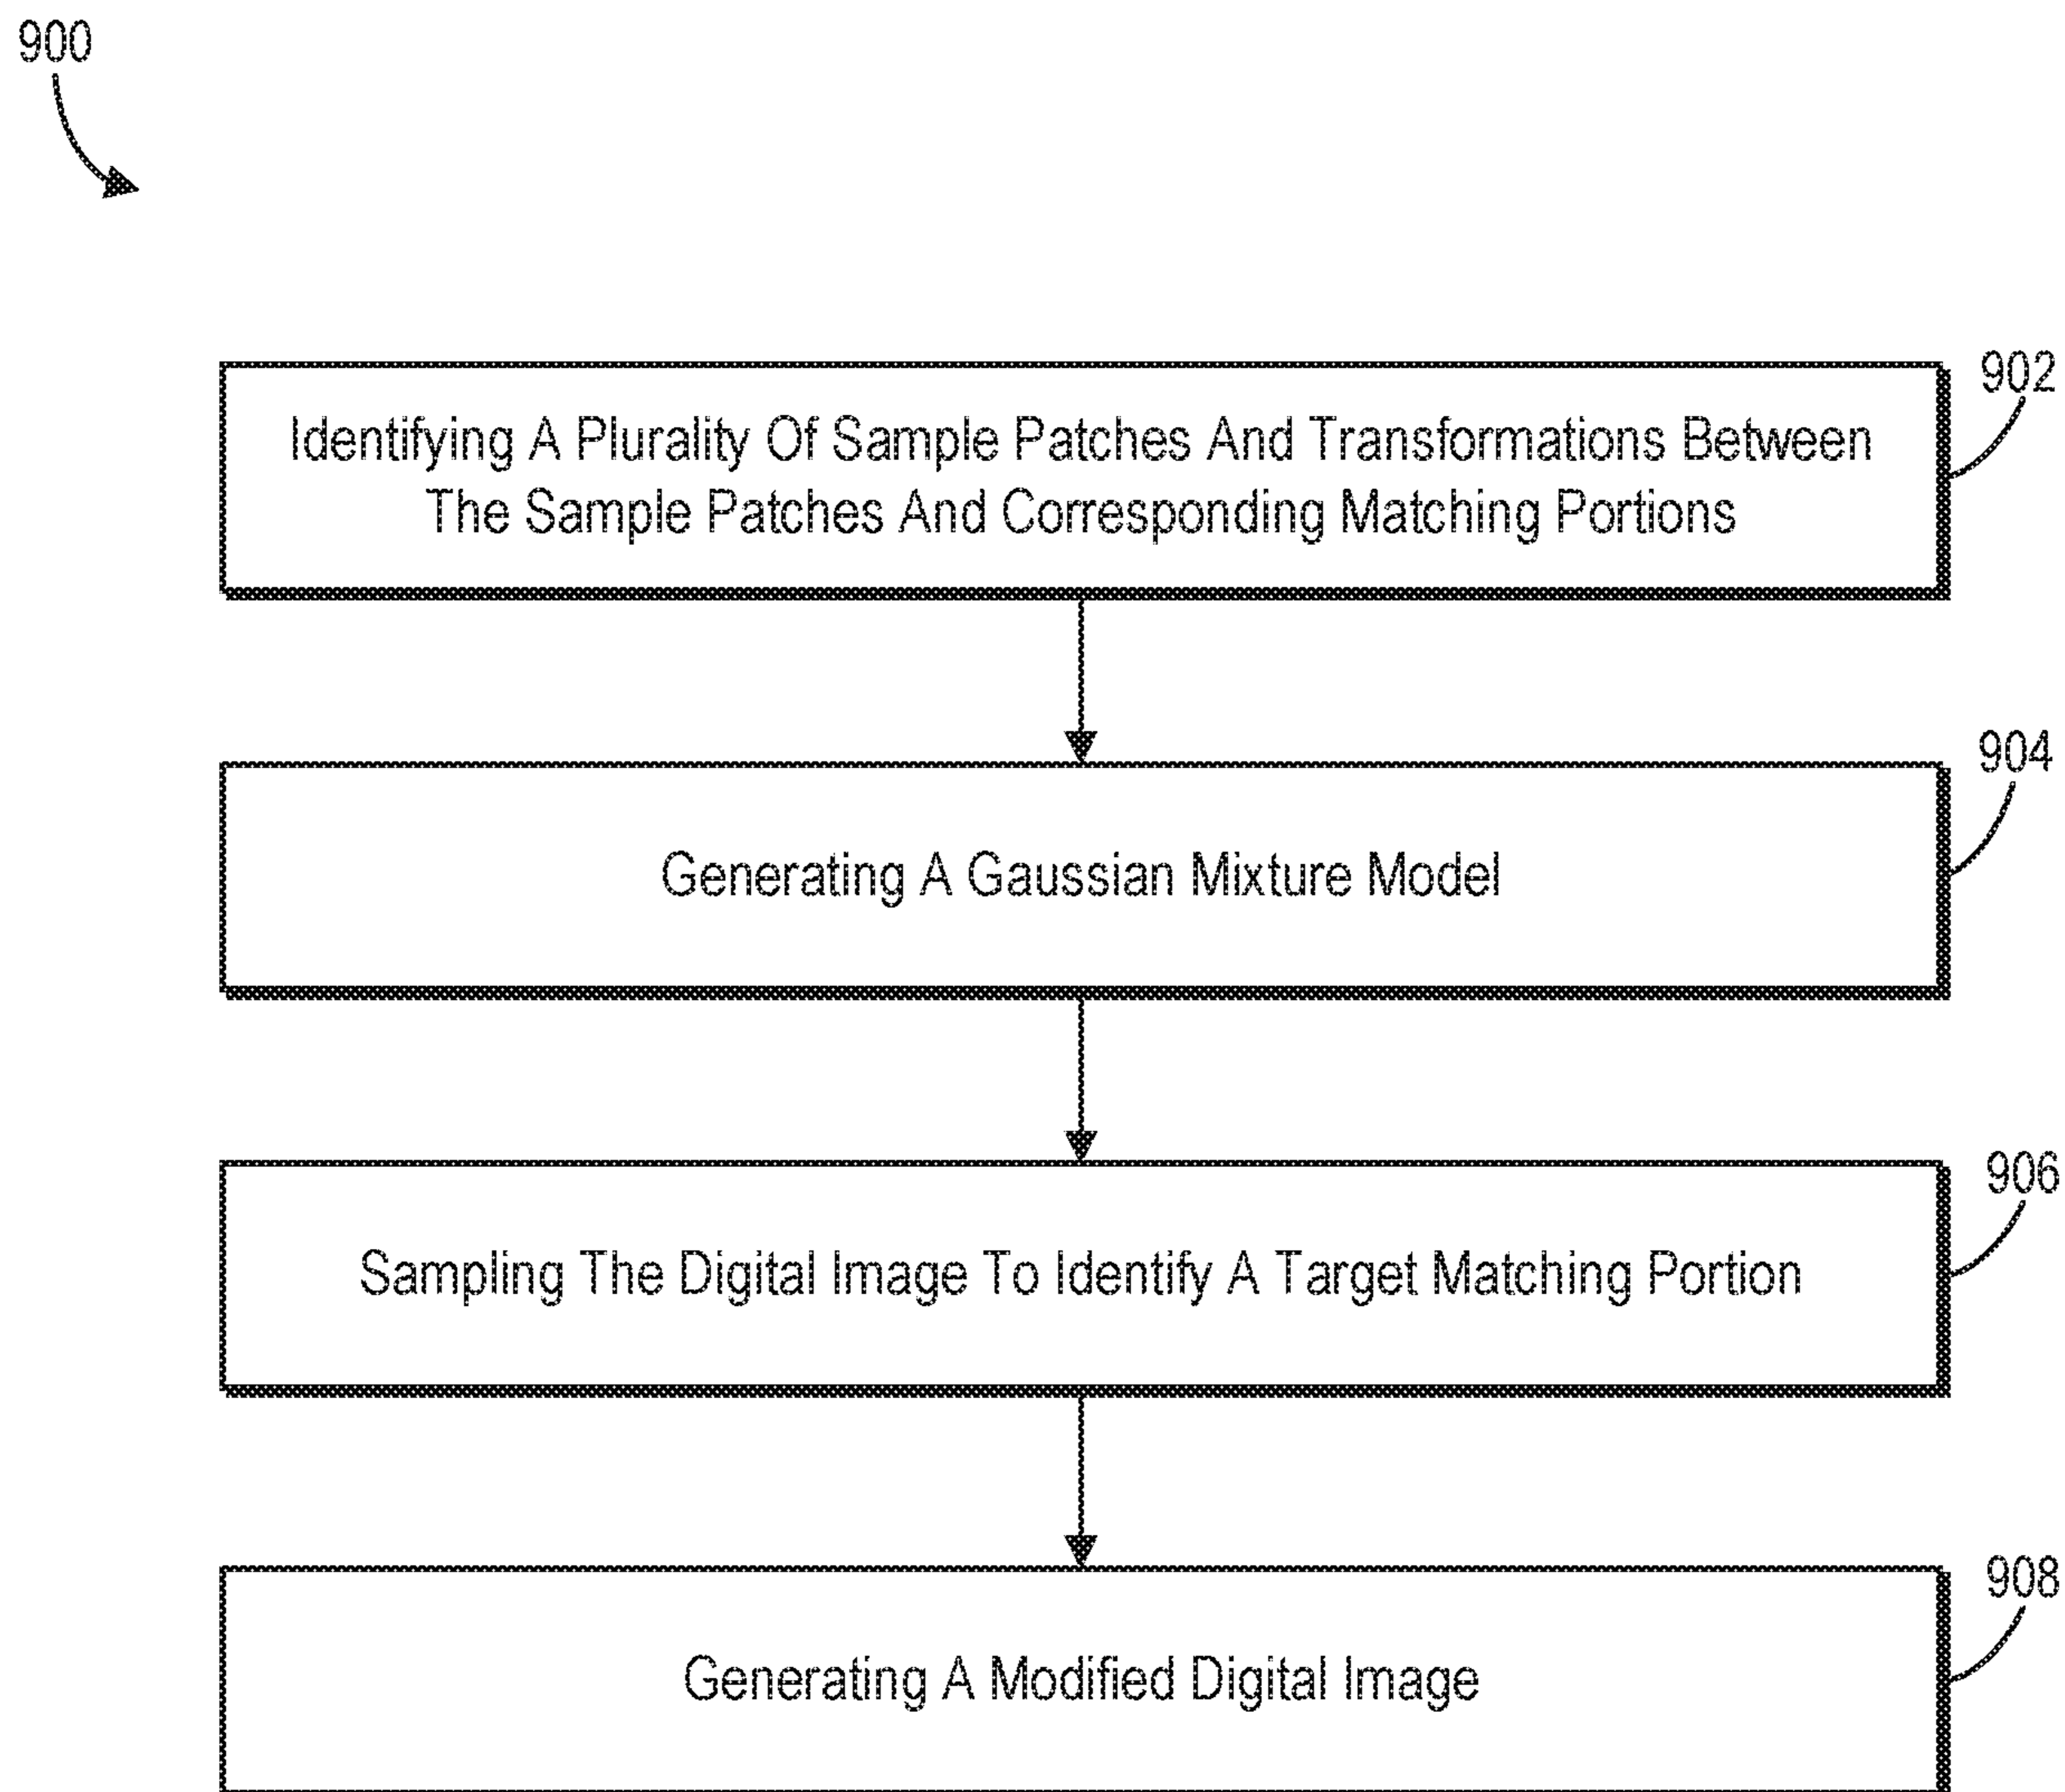 900
902
Identifying A Plurality Of Sample Patches And Transformations Between
The Sample Patches And Corresponding Matching Portions
904
Generating A Gaussian Mixture Model
906
Sampling The Digital Image To Identify A Target Matching Portion
908
Generating A Modified Digital Image